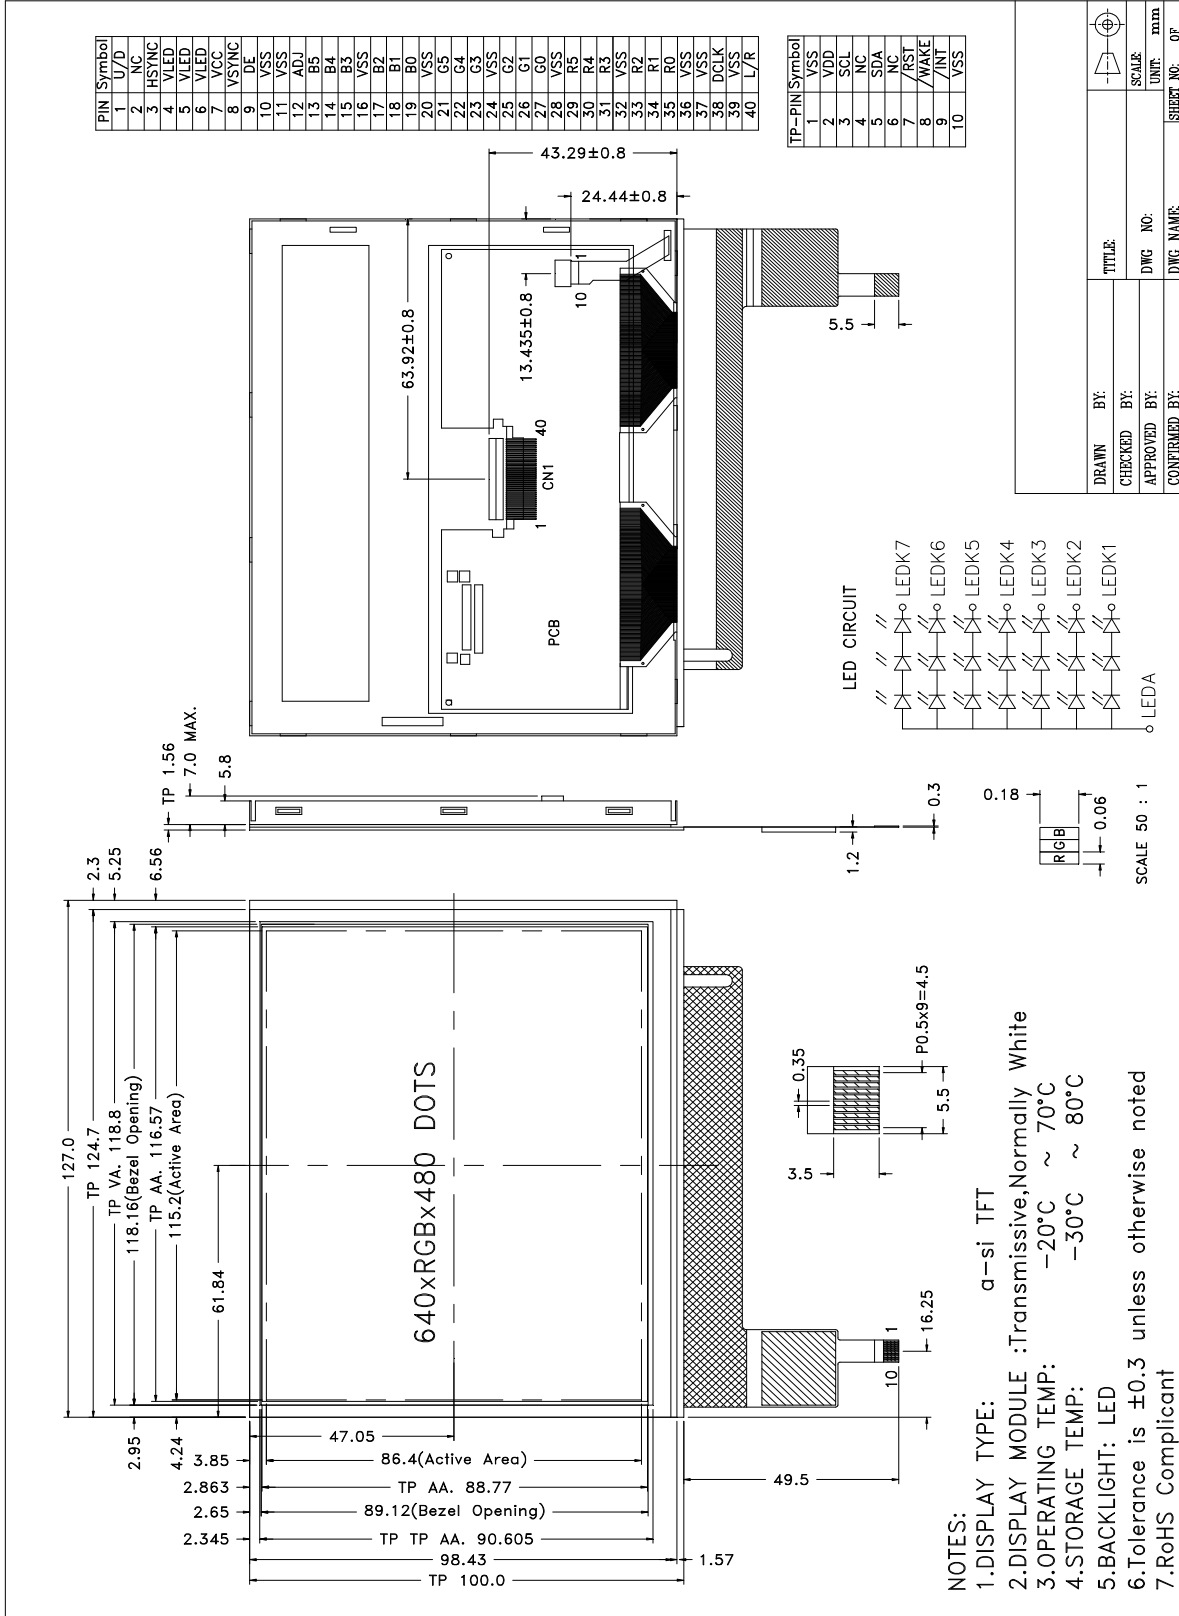 PIN Symbol
1 U/D
2 NC
3 HSYNC
4 VLED
5 VLED
6 VLED
7 VCC
8 VSYNC
9 DE
10 VSS
11 VSS
12 ADJ
13 B5
14 B4
15 B3
16 VSS
17 B2
18 B1
19 B0
20 VSS
21 G5
22 G4
23 G3
24 VSS
25 G2
26 G1
27 G0
28 VSS
29 R5
30 R4
31 R3
32 VSS
33 R2
34 R1
35 R0
36 VSS
37 VSS
38 DCLK
39 VSS
40 L/R
TP-PIN Symbol
1 VSS
2 VDD
3 SCL
4 NC
5 SDA
6 NC
7 /RST
8 /WAKE
9 /INT
10 VSS
127.0
TP 124.7
TP VA. 118.8
118.16(Bezel Opening)
TP AA. 116.57
115.2(Active Area)
61.84
2.3
5.25
6.56
2.95
4.24
640xRGBx480 DOTS
47.05
3.85
86.4(Active Area)
2.863
TP AA. 88.77
2.65
89.12(Bezel Opening)
2.345
TP TP AA. 90.605
98.43
1.57
TP 100.0
49.5
10 1
16.25
0.35
3.5
P0.5x9=4.5
5.5
TP 1.56
7.0 MAX.
5.8
1.2
0.3
63.92±0.8
13.435±0.8
43.29±0.8
24.44±0.8
10 1
1 CN1 40
PCB
5.5
0.18
RGB
0.06
SCALE 50 : 1
LED CIRCUIT
LEDK7
LEDK6
LEDK5
LEDK4
LEDK3
LEDK2
LEDK1
LEDA
NOTES:
1.DISPLAY TYPE: a-si TFT
2.DISPLAY MODULE :Transmissive,Normally White
3.OPERATING TEMP: -20°C ~ 70°C
4.STORAGE TEMP: -30°C ~ 80°C
5.BACKLIGHT: LED
6.Tolerance is ±0.3 unless otherwise noted
7.RoHS Complicant
DRAWN BY:
CHECKED BY:
APPROVED BY:
CONFIRMED BY:
TITLE:
DWG NO:
DWG NAME:
SCALE:
UNIT: mm
SHEET NO: OF